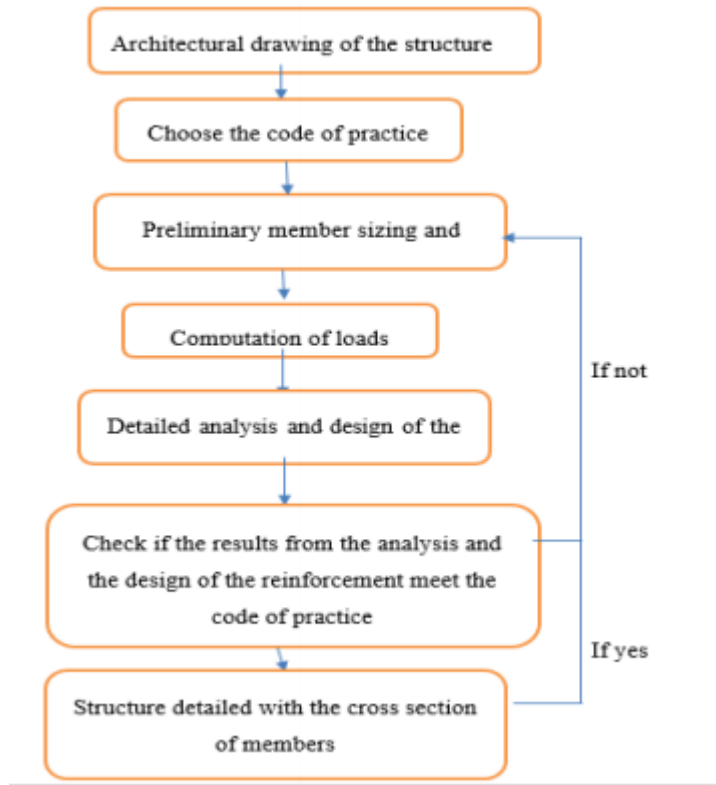 Architectural drawing of the structure
Choose the code of practice
Preliminary member sizing and
Computation of loads
If not
Detailed analysis and design of the
Check if the results from the analysis and
the design of the reinforcement meet the
code of practice
If yes
Structure detailed with the cross section
of members